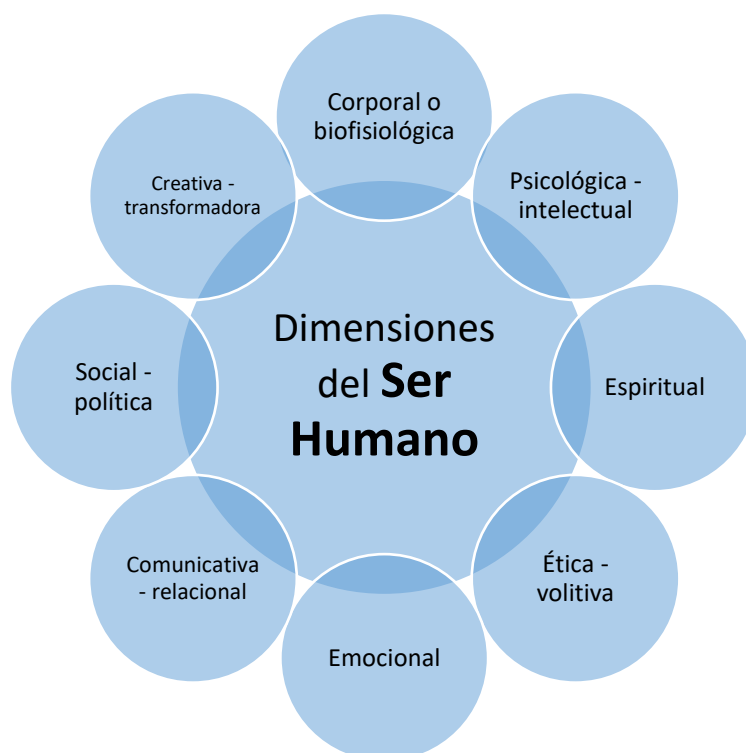 Corporal o
biofisiológica
Psicológica -
intelectual
Espiritual
Ética -
volitiva
Emocional
Comunicativa
- relacional
Social -
política
Creativa -
transformadora
Dimensiones
del Ser
Humano